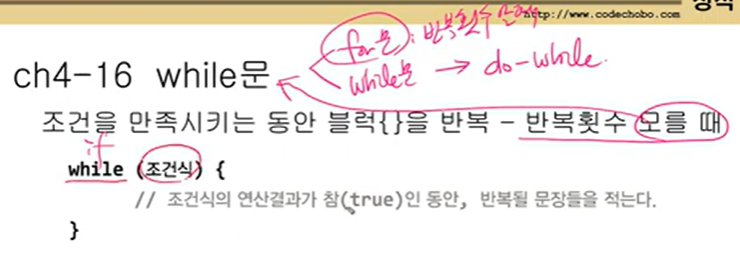 정석
http://www.codechobo.com
for문 : 반복횟수 알때
ch4-16 while문
while문 → do-while.
조건을 만족시키는 동안 블럭{}을 반복 – 반복횟수 모를 때
if
while (조건식) {
// 조건식의 연산결과가 참(true)인 동안, 반복될 문장들을 적는다.
}